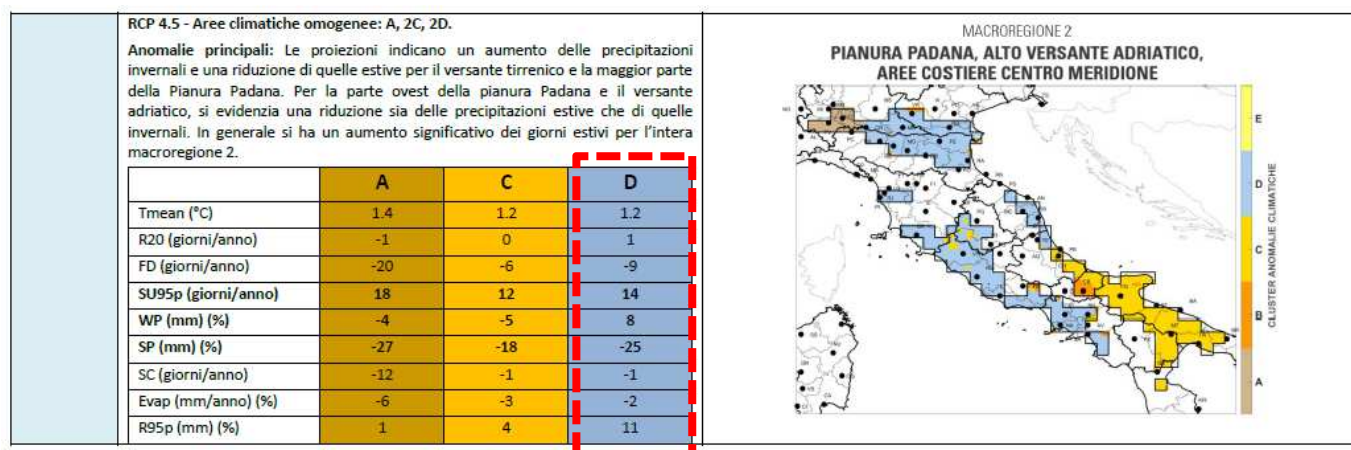 RCP 4.5 - Aree climatiche omogenee: A, 2C, 2D.
Anomalie principali: Le proiezioni indicano un aumento delle precipitazioni
invernali e una riduzione di quelle estive per il versante tirrenico e la maggior parte
della Pianura Padana. Per la parte ovest della pianura Padana e il versante
adriatico, si evidenzia una riduzione sia delle precipitazioni estive che di quelle
invernali. In generale si ha un aumento significativo dei giorni estivi per l'intera
macroregione 2.
A C D
Tmean (°C) 1.4 1.2 1.2
R20 (giorni/anno) -1 0 1
FD (giorni/anno) -20 -6 -9
SU95p (giorni/anno) 18 12 14
WP (mm) (%) -4 -5 8
SP (mm) (%) -27 -18 -25
SC (giorni/anno) -12 -1 -1
Evap (mm/anno) (%) -6 -3 -2
R95p (mm) (%) 1 4 11
MACROREGIONE 2
PIANURA PADANA, ALTO VERSANTE ADRIATICO,
AREE COSTIERE CENTRO MERIDIONE
E
D
C
B
A
CLUSTER ANOMALIE CLIMATICHE